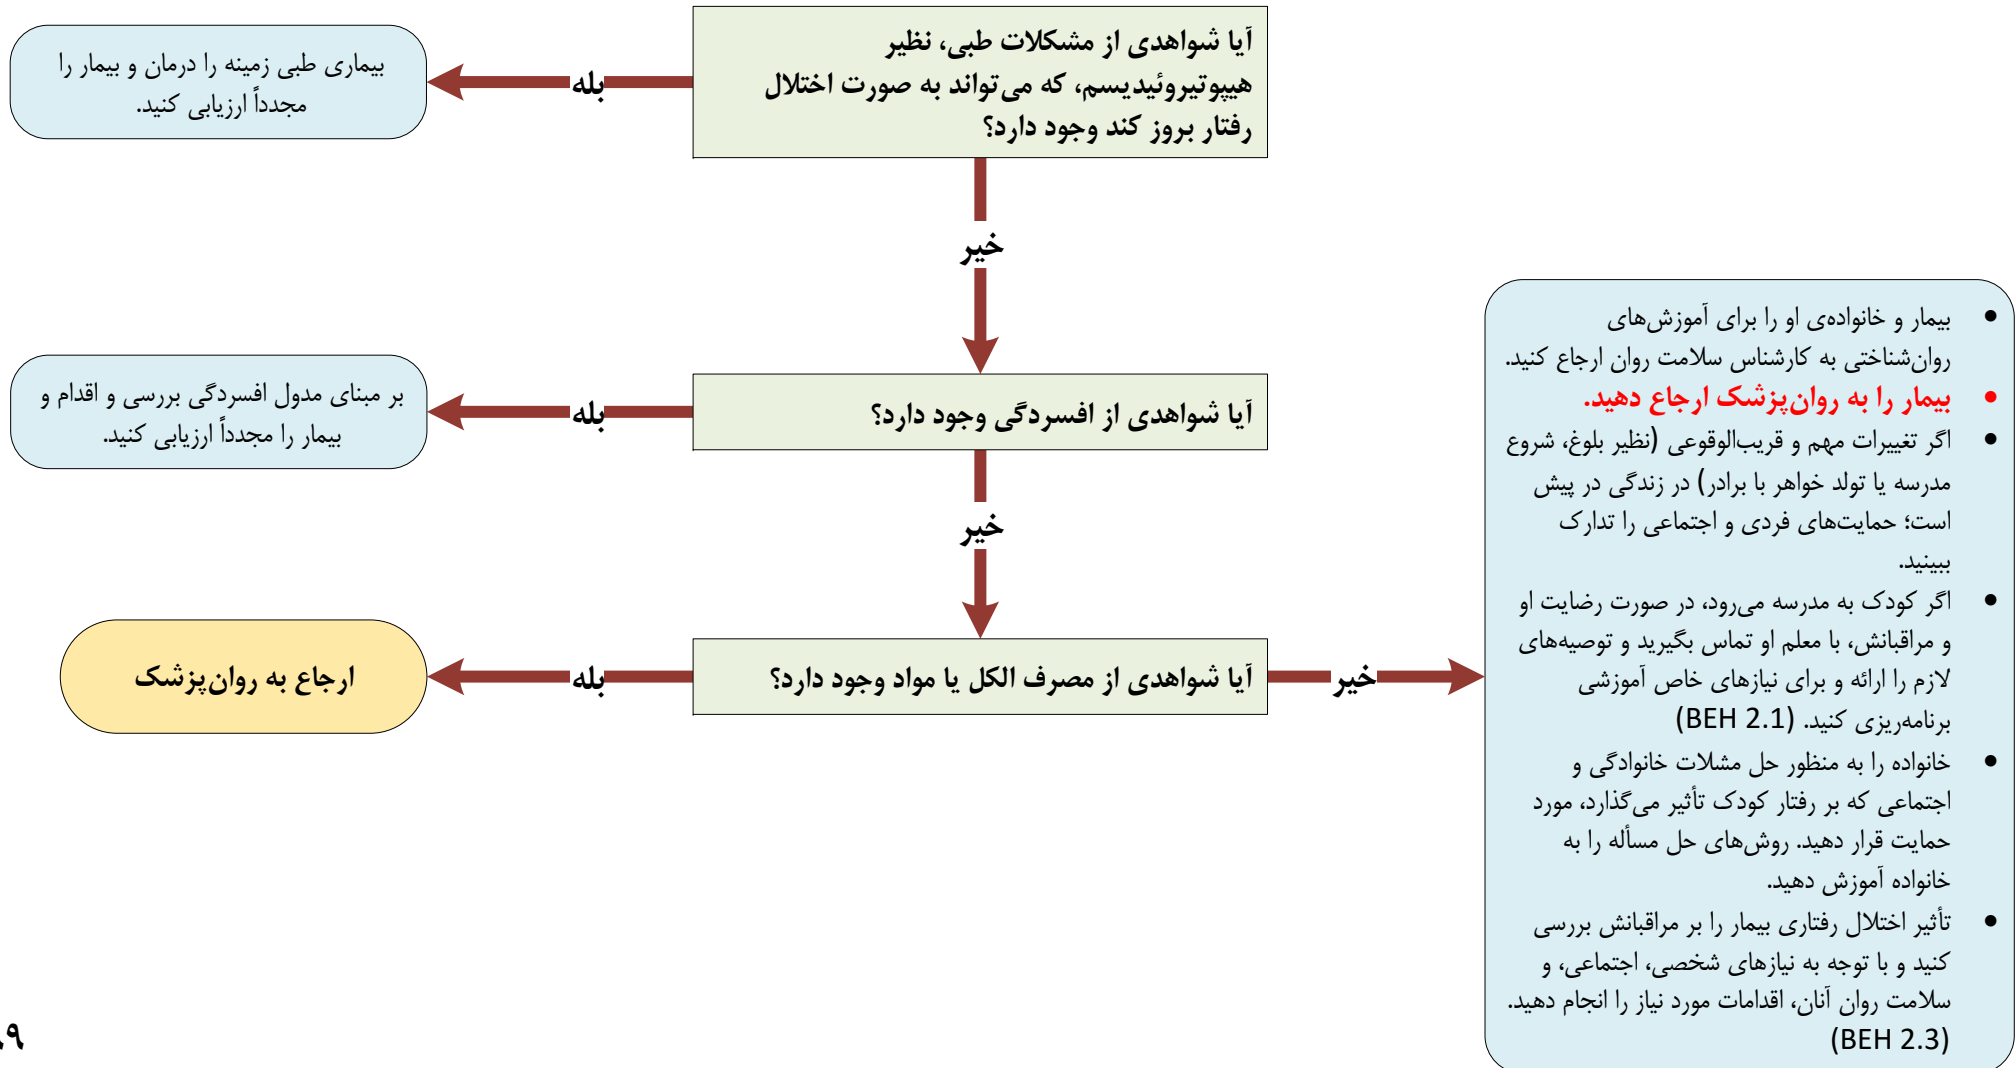 آیا شواهدی از مشکلات طبی، نظیر
هیپوتیروئیدیسم، که می‌تواند به صورت اختلال
رفتار بروز کند وجود دارد؟
بله
بیماری طبی زمینه را درمان و بیمار را
مجدداً ارزیابی کنید.
خیر
آیا شواهدی از افسردگی وجود دارد؟
بله
بر مبنای مدول افسردگی بررسی و اقدام و
بیمار را مجدداً ارزیابی کنید.
خیر
آیا شواهدی از مصرف الکل یا مواد وجود دارد؟
بله
ارجاع به روان‌پزشک
خیر
• بیمار و خانواده‌ی او را برای آموزش‌های
روان‌شناختی به کارشناس سلامت روان ارجاع کنید.
• بیمار را به روان‌پزشک ارجاع دهید.
• اگر تغییرات مهم و قریب‌الوقوعی (نظیر بلوغ، شروع
مدرسه یا تولد خواهر با برادر) در زندگی در پیش
است؛ حمایت‌های فردی و اجتماعی را تدارک
ببینید.
• اگر کودک به مدرسه می‌رود، در صورت رضایت او
و مراقبانش، با معلم او تماس بگیرید و توصیه‌های
لازم را ارائه و برای نیازهای خاص آموزشی
برنامه‌ریزی کنید. (BEH 2.1)
• خانواده را به منظور حل مشلات خانوادگی و
اجتماعی که بر رفتار کودک تأثیر می‌گذارد، مورد
حمایت قرار دهید. روش‌های حل مسأله را به
خانواده آموزش دهید.
• تأثیر اختلال رفتاری بیمار را بر مراقبانش بررسی
کنید و با توجه به نیازهای شخصی، اجتماعی، و
سلامت روان آنان، اقدامات مورد نیاز را انجام دهید.
(BEH 2.3)